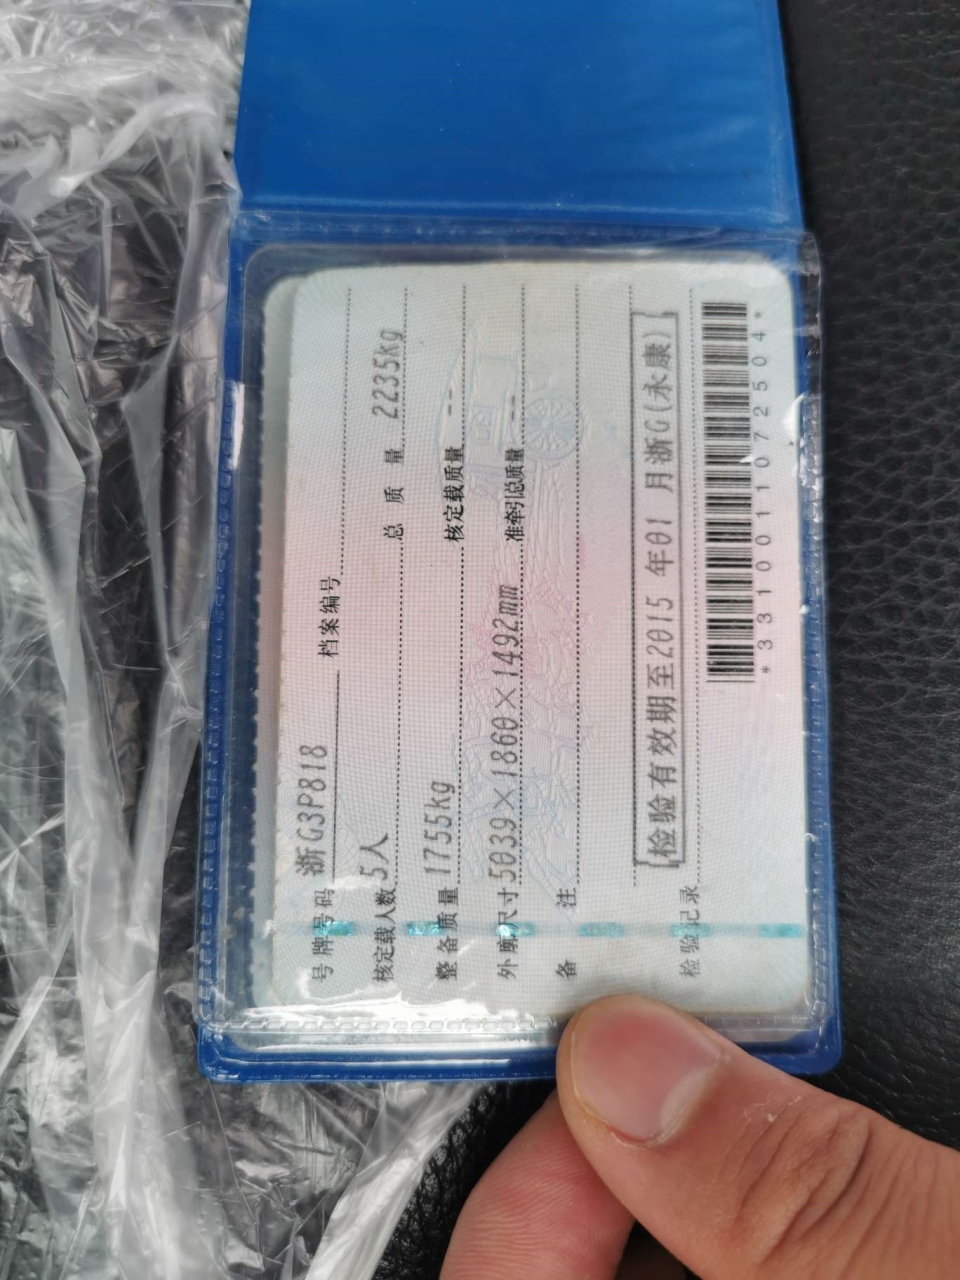 号牌号码 浙G3P818 档案编号
核定载人数 5人 总质量 2235kg
整备质量 1755kg 核定载质量 --
外廓尺寸 5039×1860×1492mm 准牵引总质量 --
备注
检验有效期至2015年01月浙G(永康)
检验记录
*3310011072504*